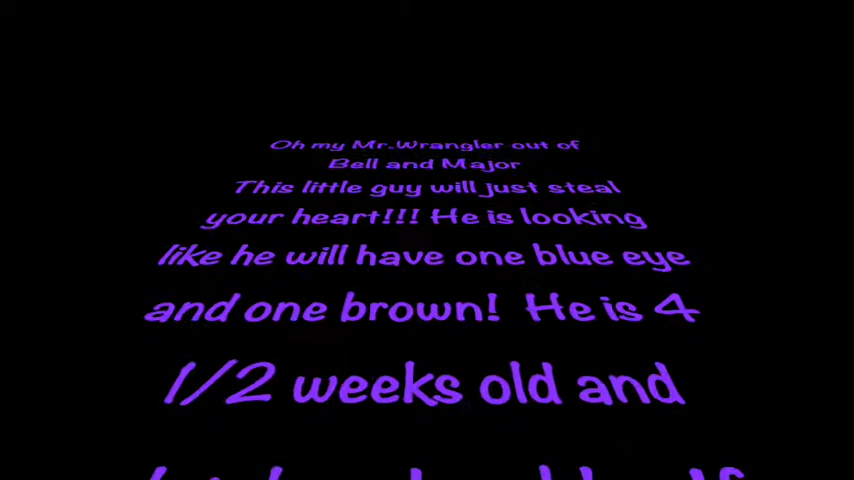 Oh my Mr.Wrangler out of
Bell and Major
This little guy will just steal
your heart!!! He is looking
like he will have one blue eye
and one brown! He is 4
1/2 weeks old and